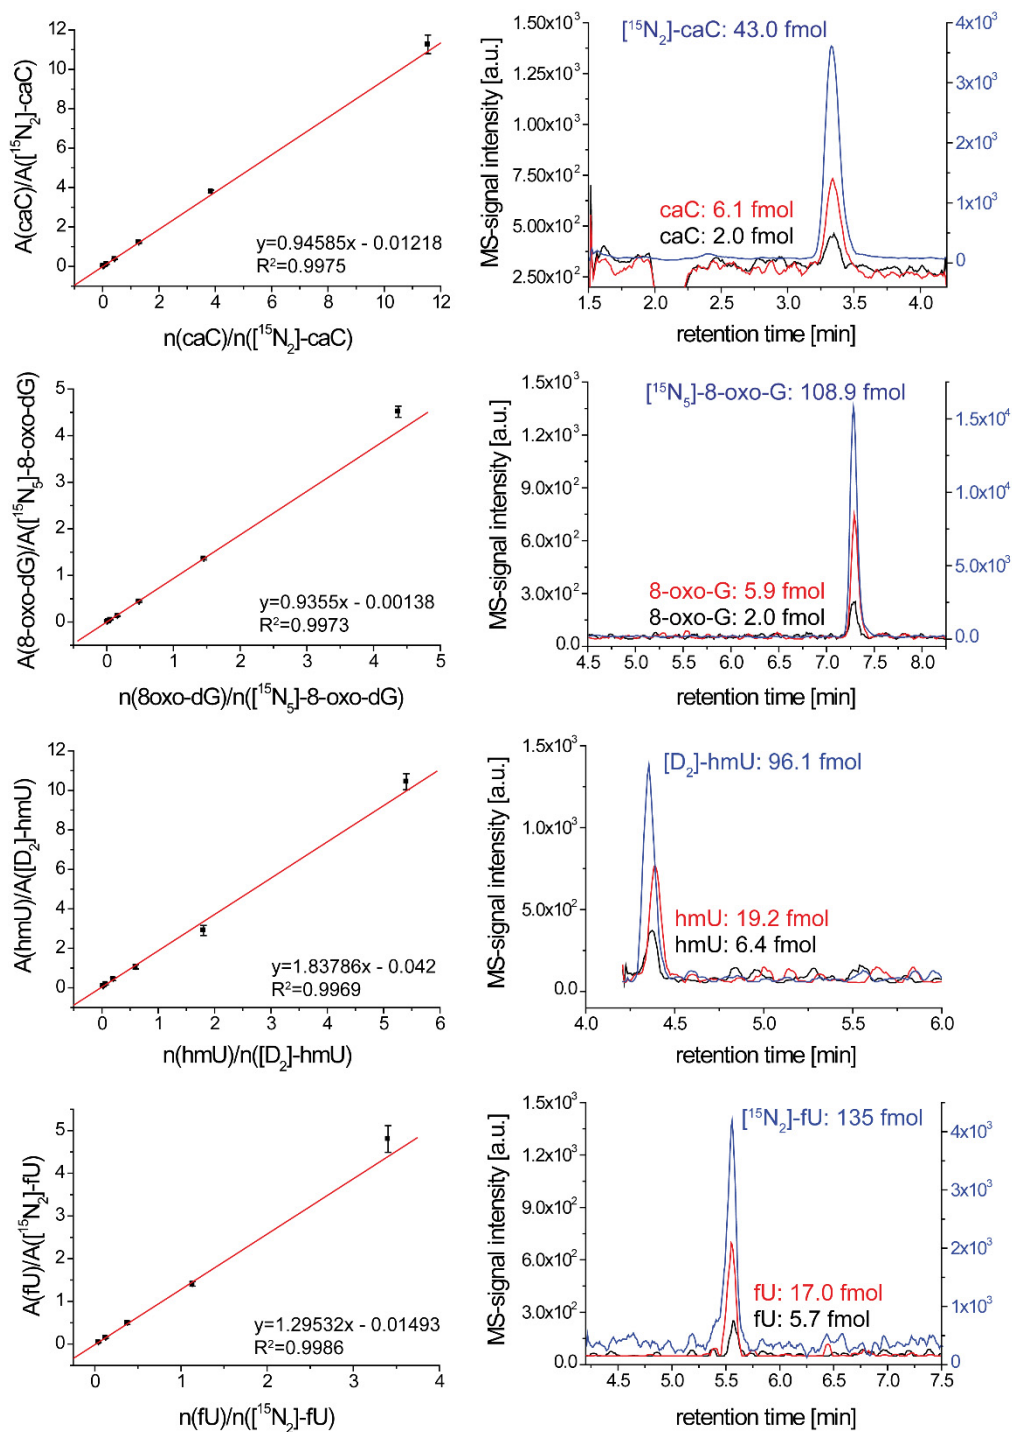 A(caC)/A([¹⁵N₂]-caC)
12
10
8
6
4
2
0
0 2 4 6 8 10 12
y=0.94585x - 0.01218
R²=0.9975
n(caC)/n([¹⁵N₂]-caC)
MS-signal intensity [a.u.]
1.50x10³
1.25x10³
1.00x10³
7.50x10²
5.00x10²
2.50x10²
[¹⁵N₂]-caC: 43.0 fmol
caC: 6.1 fmol
caC: 2.0 fmol
4x10³
3x10³
2x10³
1x10³
0
1.5 2.0 2.5 3.0 3.5 4.0
retention time [min]
A(8-oxo-dG)/A([¹⁵N₅]-8-oxo-dG)
5
4
3
2
1
0
0 1 2 3 4 5
y=0.9355x - 0.00138
R²=0.9973
n(8oxo-dG)/n([¹⁵N₅]-8-oxo-dG)
MS-signal intensity [a.u.]
1.5x10³
1.2x10³
9.0x10²
6.0x10²
3.0x10²
0.0
[¹⁵N₅]-8-oxo-G: 108.9 fmol
8-oxo-G: 5.9 fmol
8-oxo-G: 2.0 fmol
1.5x10⁴
1.0x10⁴
5.0x10³
0.0
4.5 5.0 5.5 6.0 6.5 7.0 7.5 8.0
retention time [min]
A(hmU)/A([D₂]-hmU)
12
10
8
6
4
2
0
0 1 2 3 4 5 6
y=1.83786x - 0.042
R²=0.9969
n(hmU)/n([D₂]-hmU)
MS-signal intensity [a.u.]
1.5x10³
1.0x10³
5.0x10²
0.0
[D₂]-hmU: 96.1 fmol
hmU: 19.2 fmol
hmU: 6.4 fmol
4.0 4.5 5.0 5.5 6.0
retention time [min]
A(fU)/A([¹⁵N₂]-fU)
5
4
3
2
1
0
0 1 2 3 4
y=1.29532x - 0.01493
R²=0.9986
n(fU)/n([¹⁵N₂]-fU)
MS-signal intensity [a.u.]
1.5x10³
1.2x10³
9.0x10²
6.0x10²
3.0x10²
0.0
[¹⁵N₂]-fU: 135 fmol
fU: 17.0 fmol
fU: 5.7 fmol
4x10³
3x10³
2x10³
1x10³
0
4.5 5.0 5.5 6.0 6.5 7.0 7.5
retention time [min]